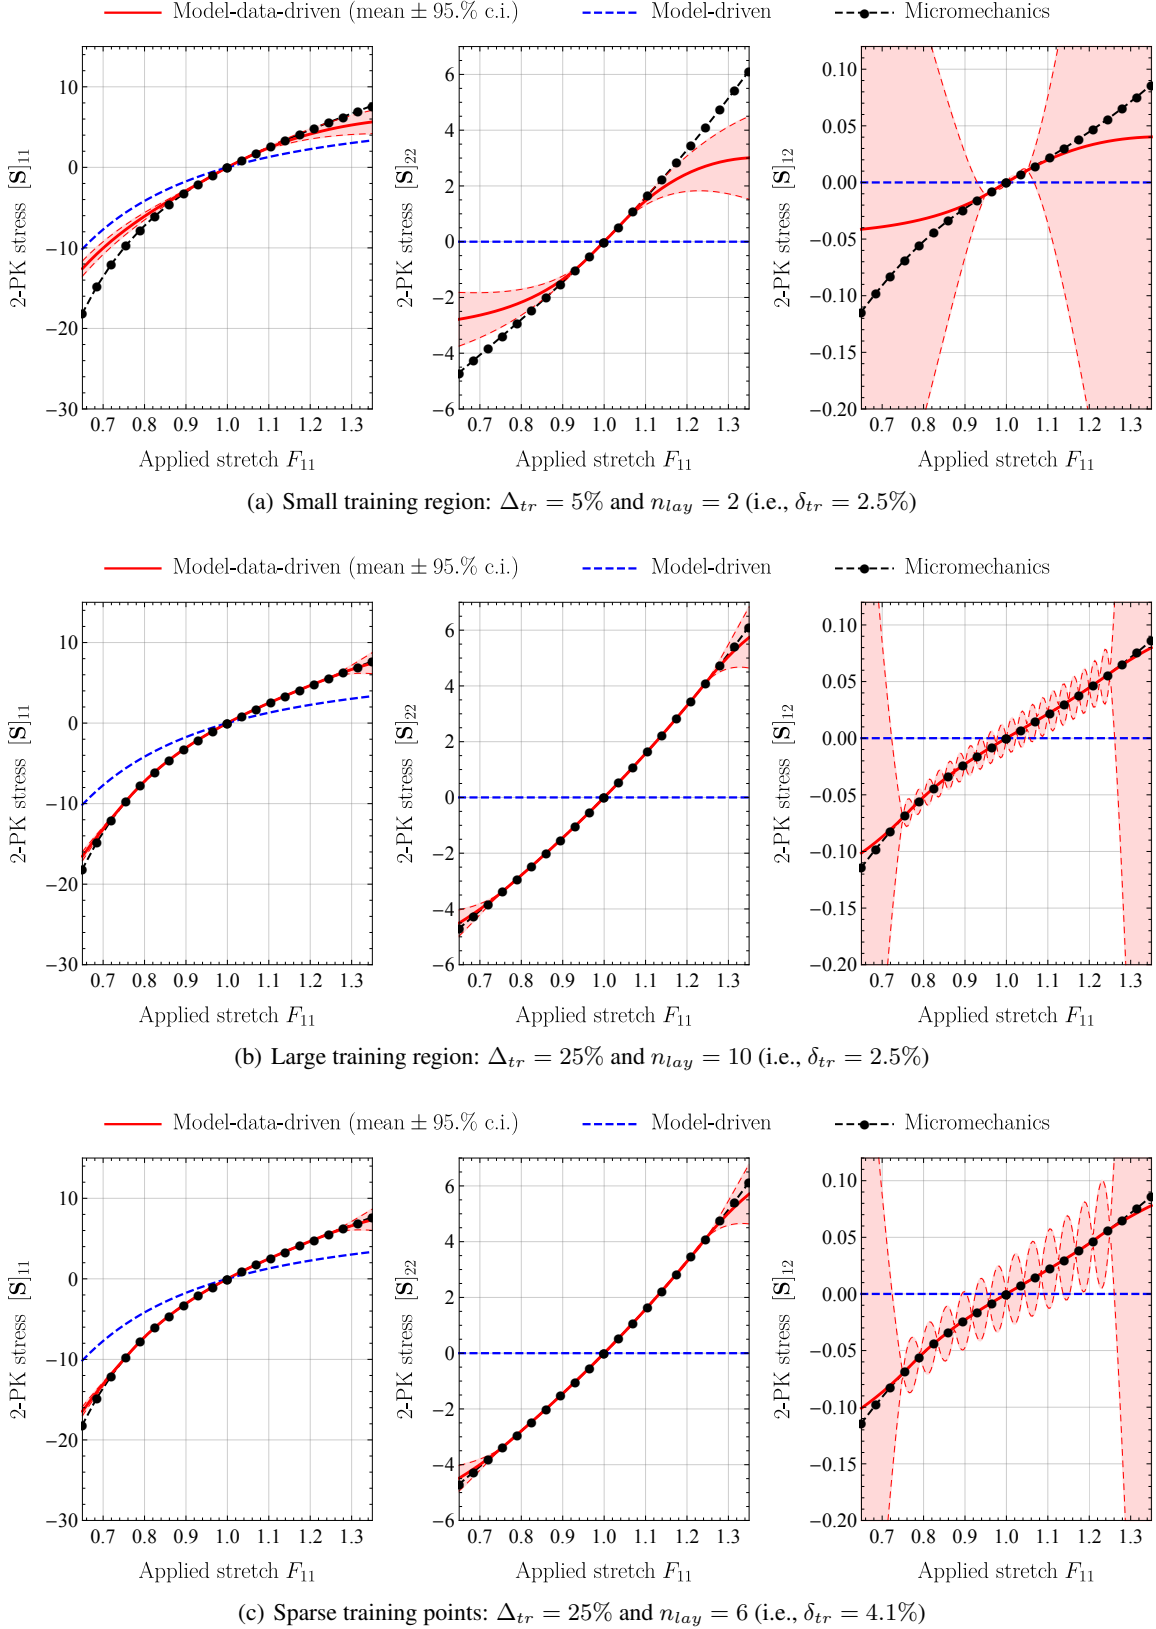 Model-data-driven (mean ± 95.% c.i.) Model-driven Micromechanics
2-PK stress [S]11
10
0
−10
−20
−30
0.7 0.8 0.9 1.0 1.1 1.2 1.3
Applied stretch F11
2-PK stress [S]22
6
4
2
0
−2
−4
−6
0.7 0.8 0.9 1.0 1.1 1.2 1.3
Applied stretch F11
2-PK stress [S]12
0.10
0.05
0.00
−0.05
−0.10
−0.15
−0.20
0.7 0.8 0.9 1.0 1.1 1.2 1.3
Applied stretch F11
(a) Small training region: Δtr = 5% and nlay = 2 (i.e., δtr = 2.5%)
Model-data-driven (mean ± 95.% c.i.) Model-driven Micromechanics
2-PK stress [S]11
10
0
−10
−20
−30
0.7 0.8 0.9 1.0 1.1 1.2 1.3
Applied stretch F11
2-PK stress [S]22
6
4
2
0
−2
−4
−6
0.7 0.8 0.9 1.0 1.1 1.2 1.3
Applied stretch F11
2-PK stress [S]12
0.10
0.05
0.00
−0.05
−0.10
−0.15
−0.20
0.7 0.8 0.9 1.0 1.1 1.2 1.3
Applied stretch F11
(b) Large training region: Δtr = 25% and nlay = 10 (i.e., δtr = 2.5%)
Model-data-driven (mean ± 95.% c.i.) Model-driven Micromechanics
2-PK stress [S]11
10
0
−10
−20
−30
0.7 0.8 0.9 1.0 1.1 1.2 1.3
Applied stretch F11
2-PK stress [S]22
6
4
2
0
−2
−4
−6
0.7 0.8 0.9 1.0 1.1 1.2 1.3
Applied stretch F11
2-PK stress [S]12
0.10
0.05
0.00
−0.05
−0.10
−0.15
−0.20
0.7 0.8 0.9 1.0 1.1 1.2 1.3
Applied stretch F11
(c) Sparse training points: Δtr = 25% and nlay = 6 (i.e., δtr = 4.1%)